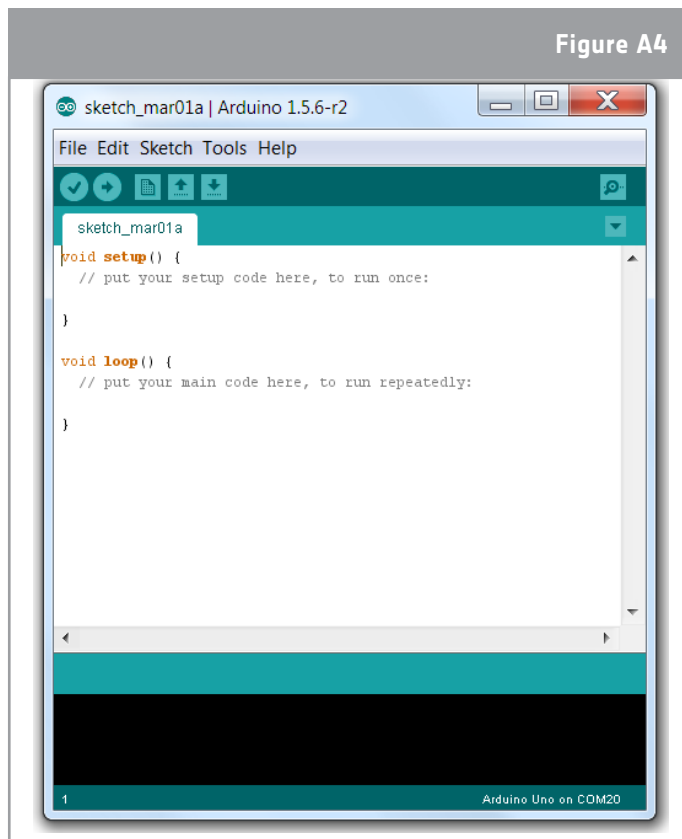 Figure A4
sketch_mar01a | Arduino 1.5.6-r2
File Edit Sketch Tools Help
sketch_mar01a
void setup() {
  // put your setup code here, to run once:
}
void loop() {
  // put your main code here, to run repeatedly:
}
1
Arduino Uno on COM20